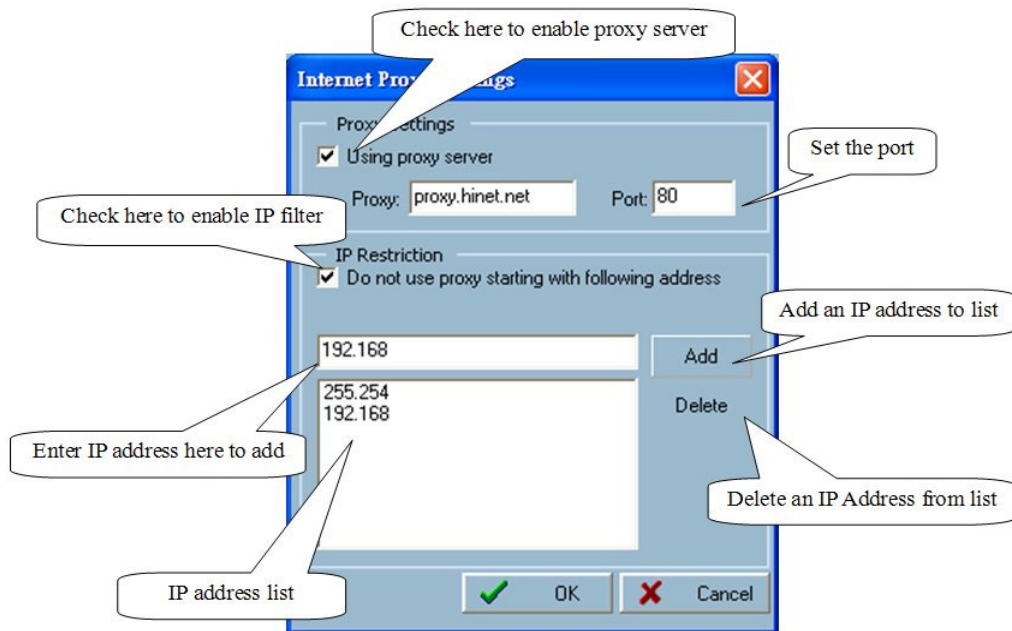 Check here to enable proxy server
Internet Pro ings
Proxy Settings
Using proxy server
Set the port
Proxy: proxy.hinet.net Port: 80
Check here to enable IP filter
IP Restriction
Do not use proxy starting with following address
Add an IP address to list
192.168 Add
255.254
192.168
Delete
Enter IP address here to add
Delete an IP Address from list
IP address list
OK Cancel